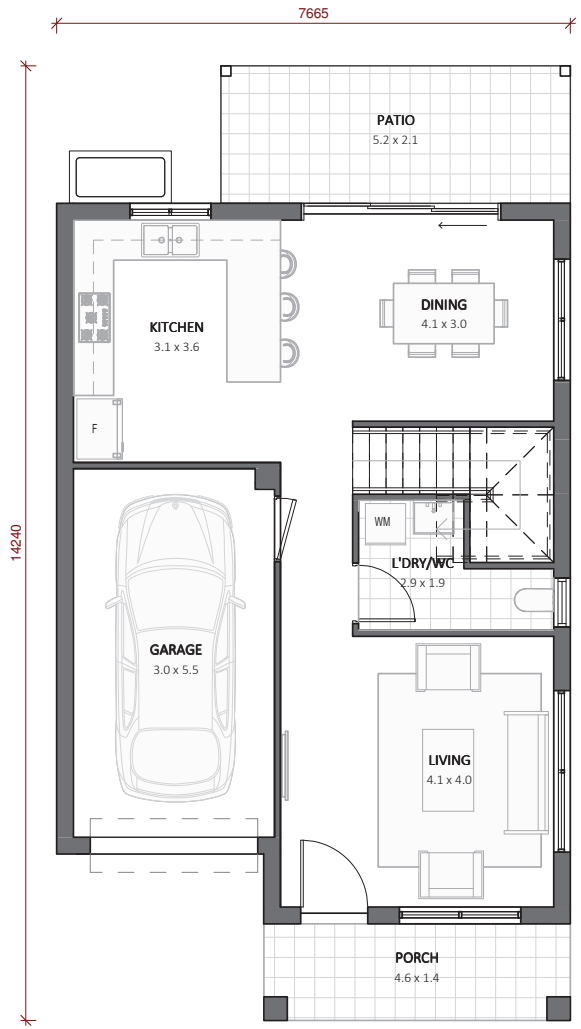 7665
PATIO
5.2 x 2.1
DINING
4.1 x 3.0
KITCHEN
3.1 x 3.6
F
14240
WM
L'DRY/WC
2.9 x 1.9
GARAGE
3.0 x 5.5
LIVING
4.1 x 4.0
PORCH
4.6 x 1.4